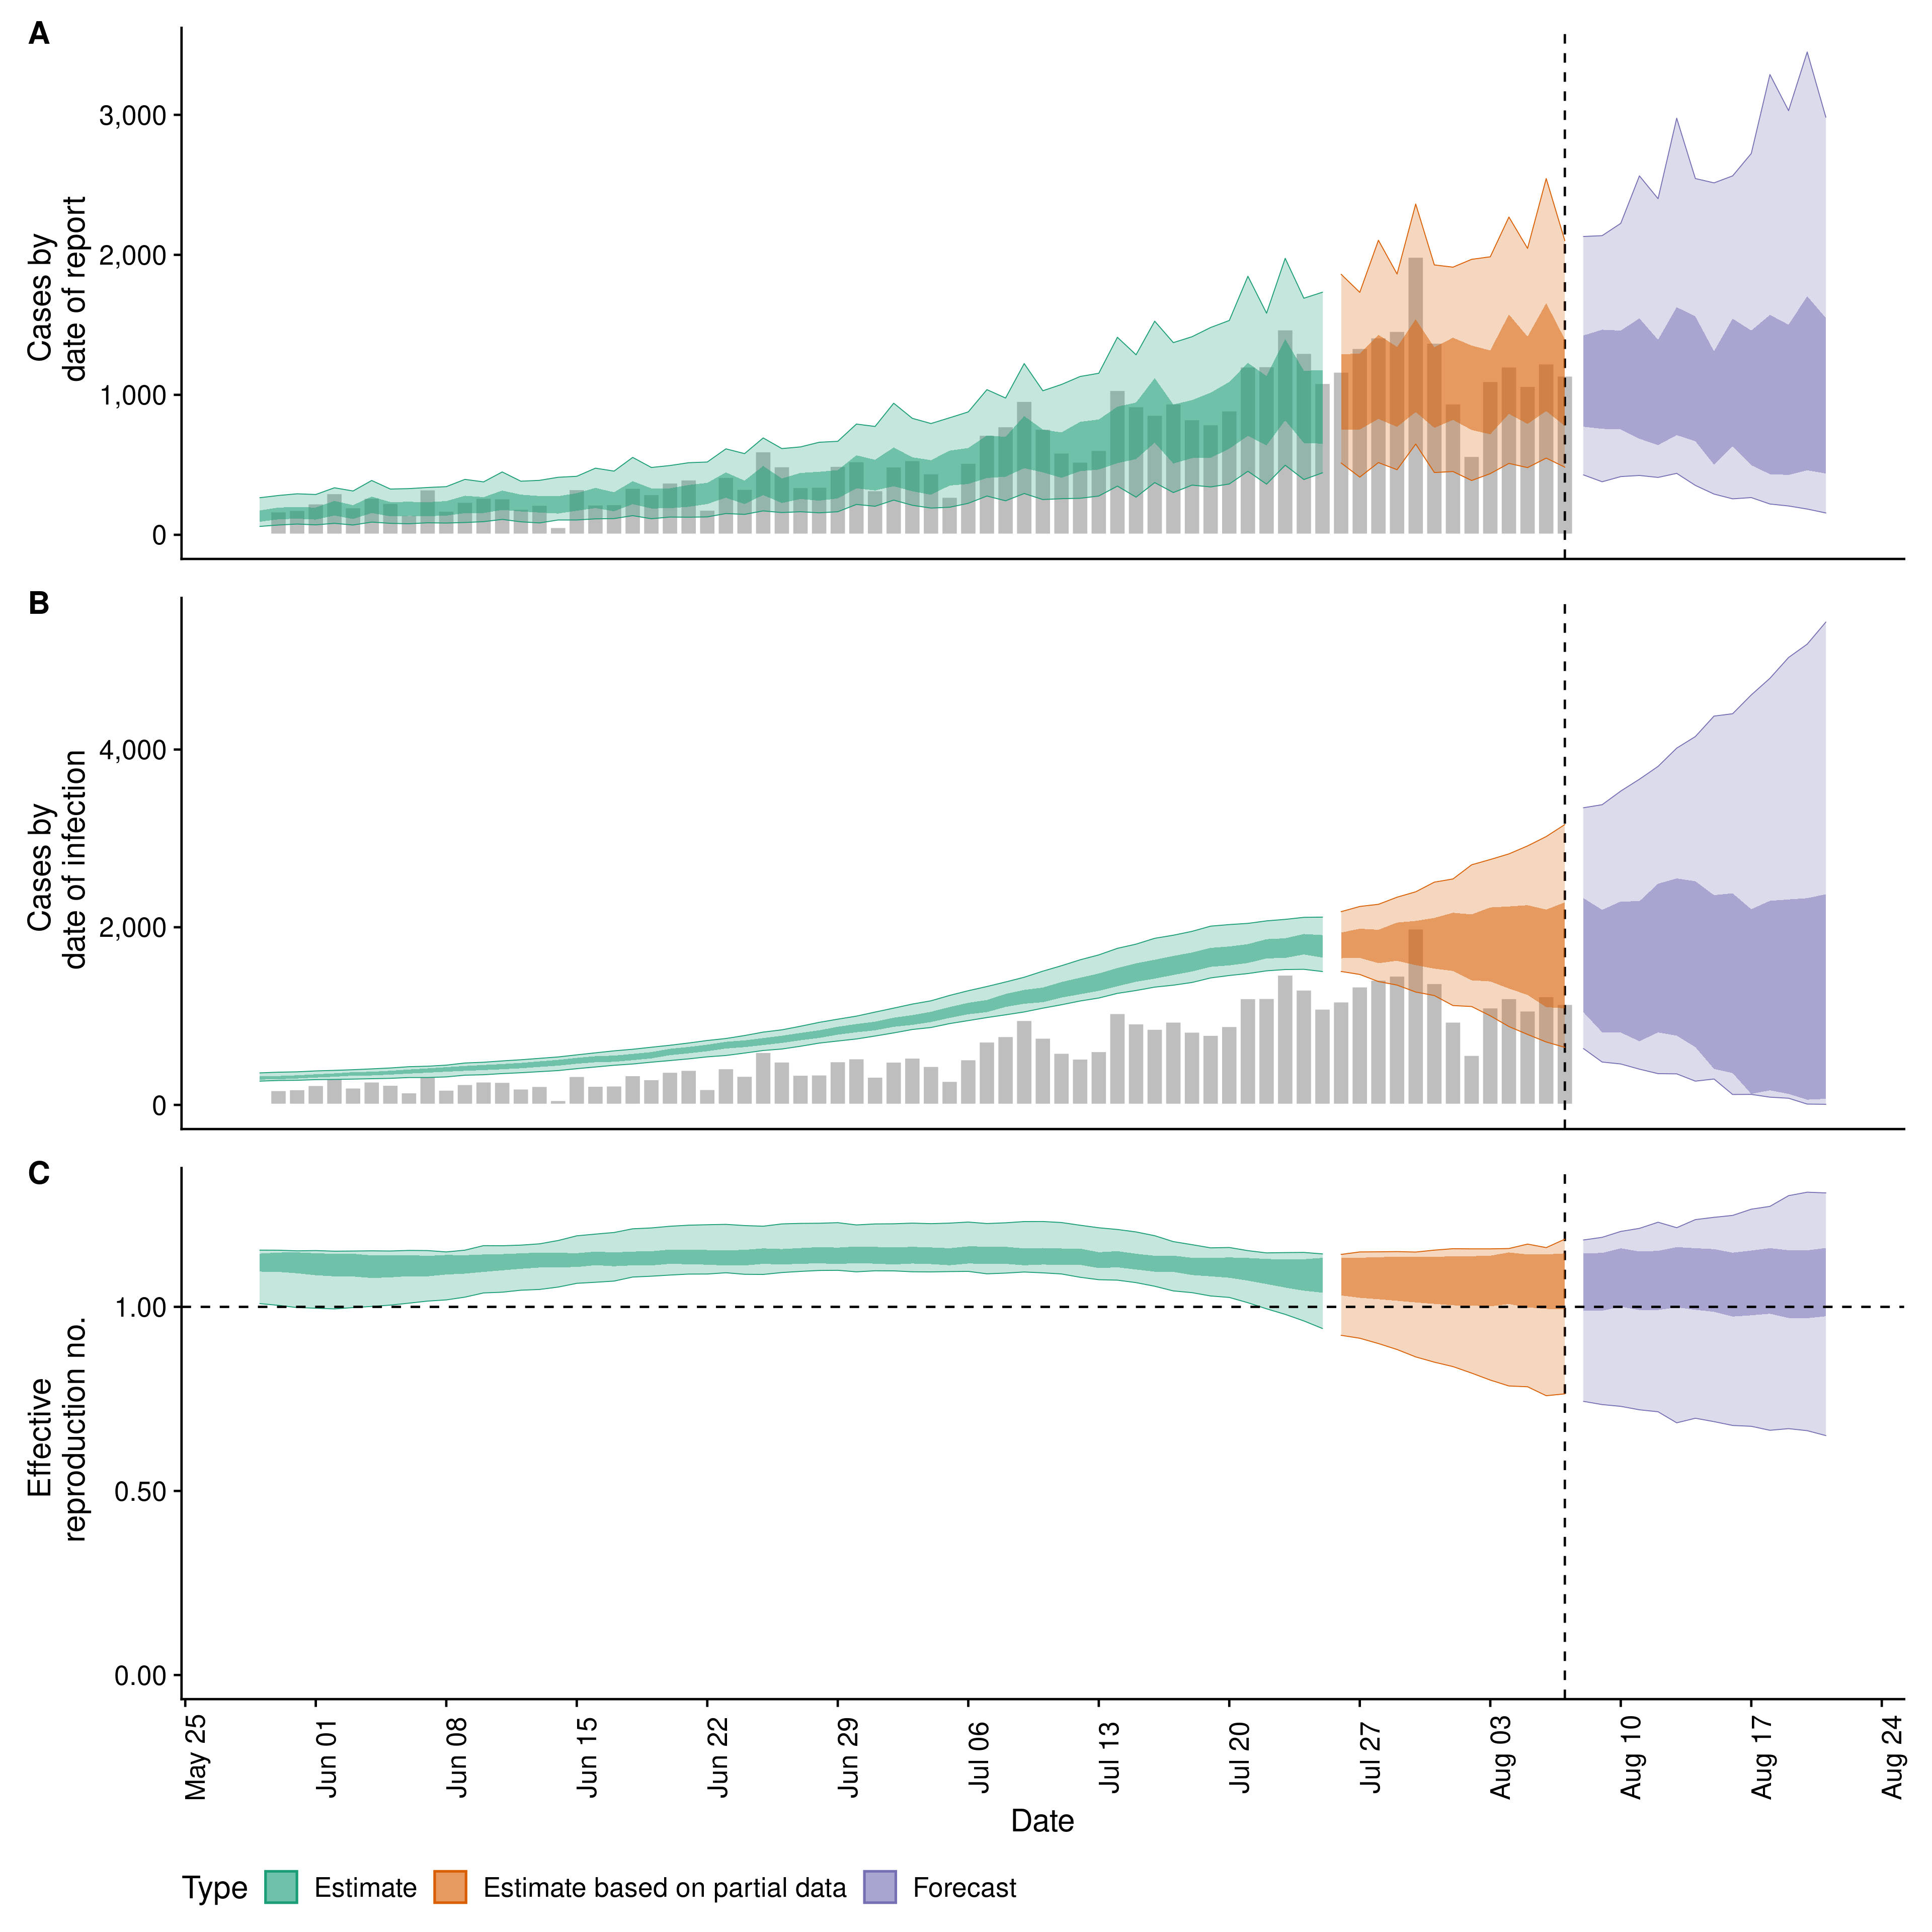 A
Cases by
date of report
3,000
2,000
1,000
0
B
Cases by
date of infection
4,000
2,000
0
C
Effective
reproduction no.
1.00
0.50
0.00
May 25
Jun 01
Jun 08
Jun 15
Jun 22
Jun 29
Jul 06
Jul 13
Jul 20
Jul 27
Aug 03
Aug 10
Aug 17
Aug 24
Date
Type
Estimate
Estimate based on partial data
Forecast